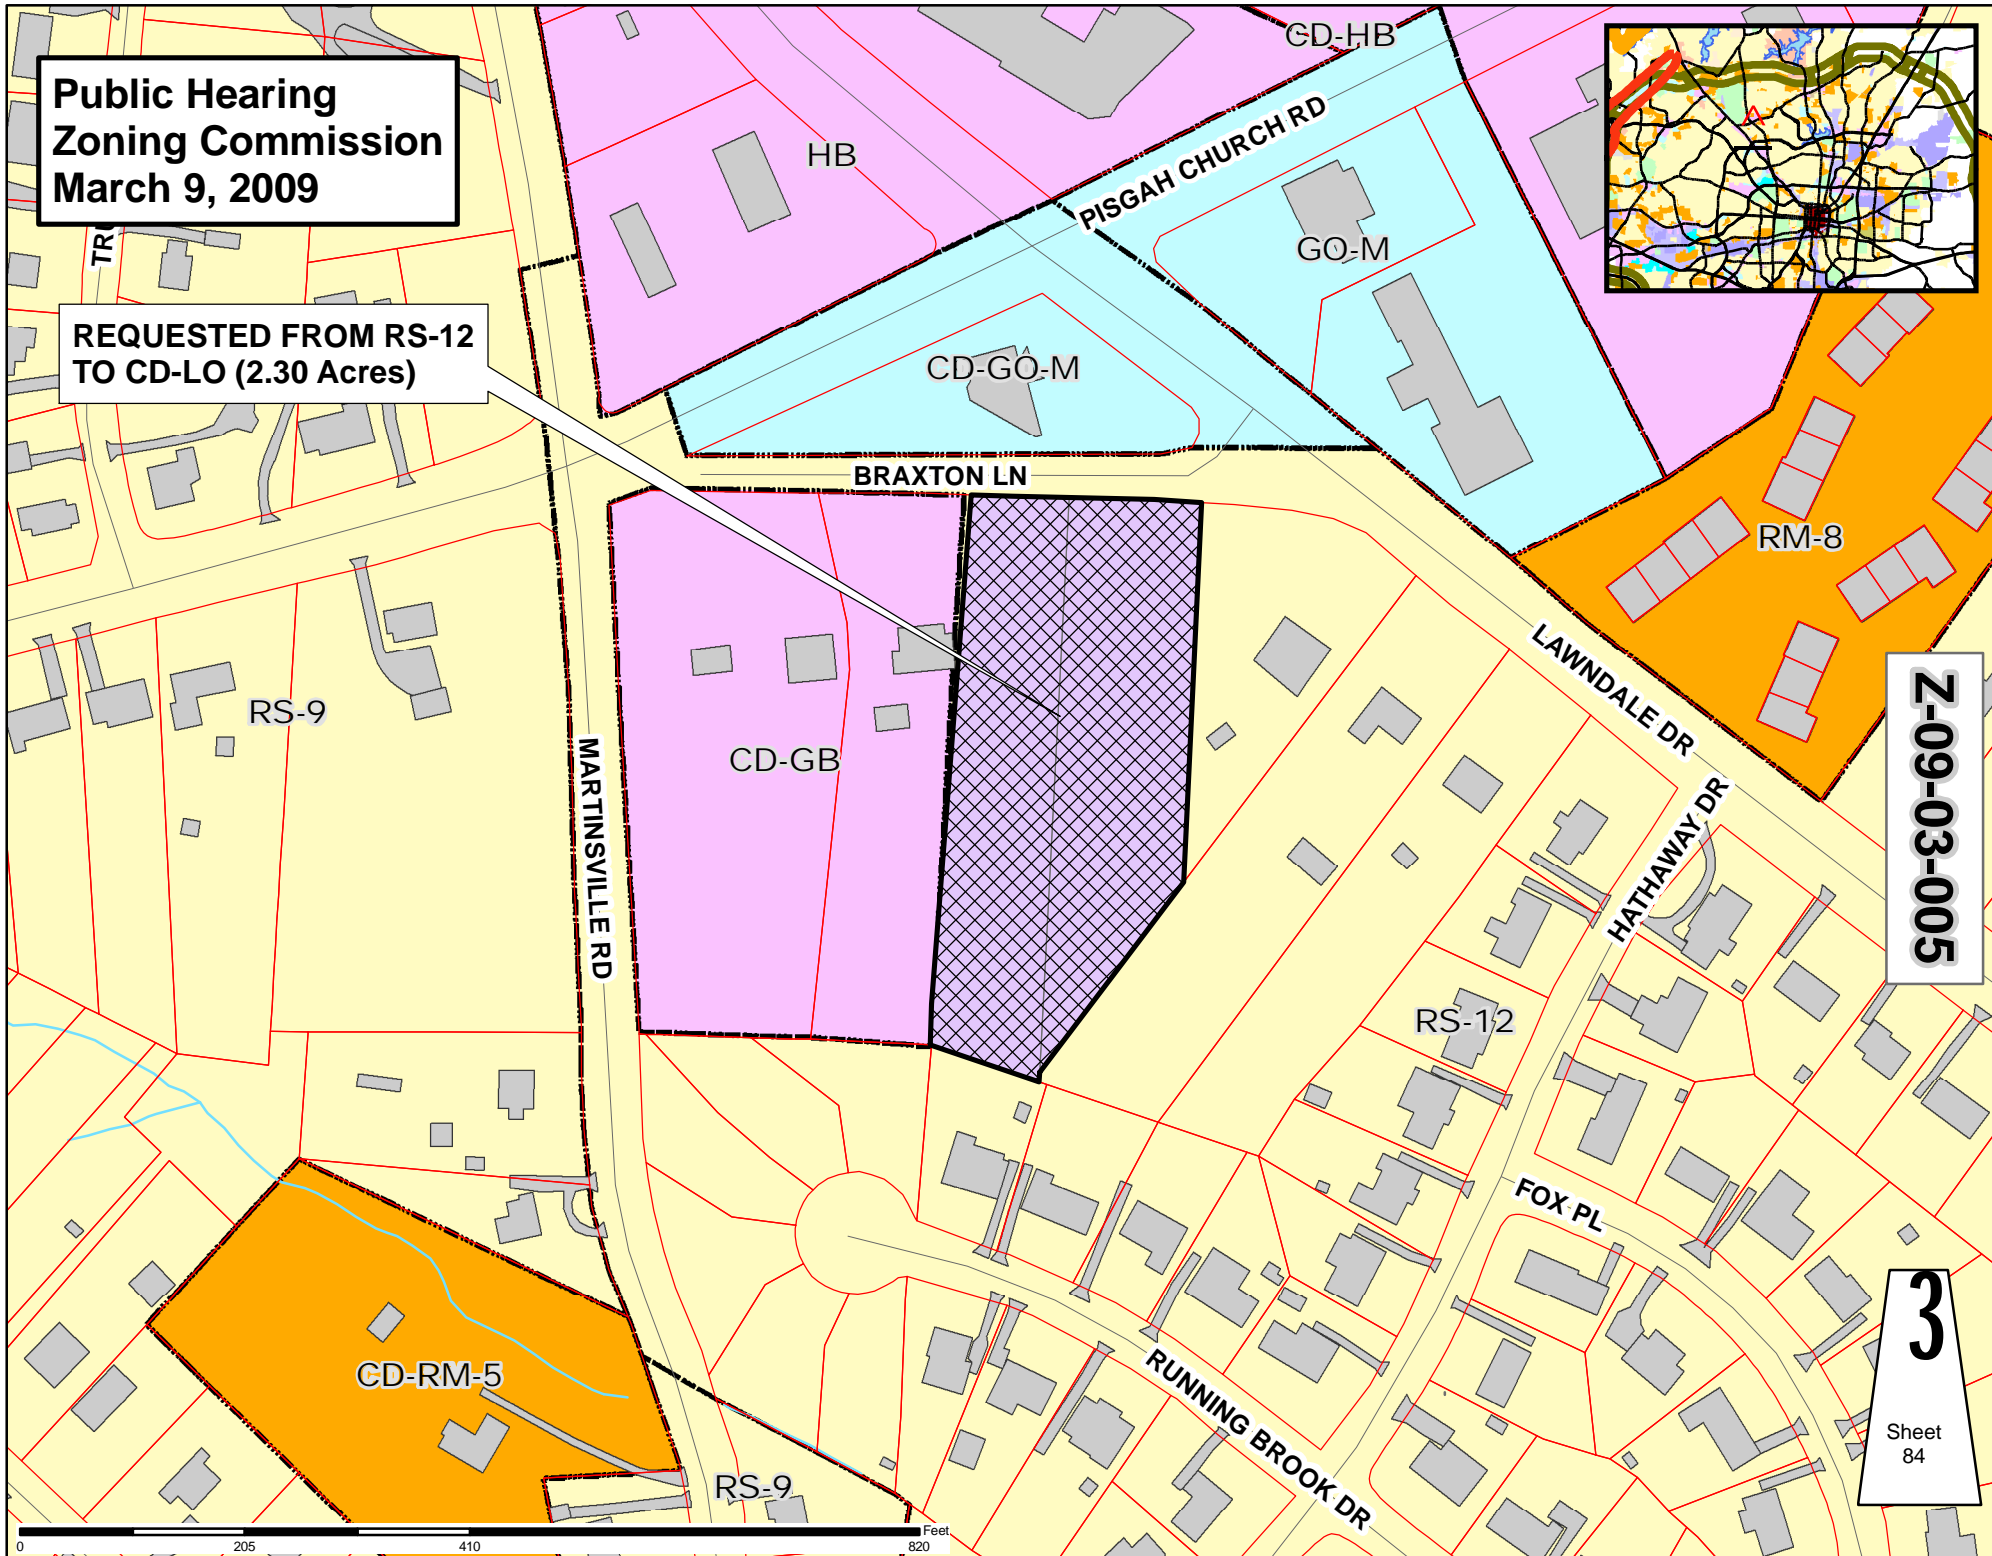 Public Hearing
Zoning Commission
March 9, 2009
CD-HB
HB
PISGAH CHURCH RD
GO-M
TRU
REQUESTED FROM RS-12
TO CD-LO (2.30 Acres)
CD-GO-M
BRAXTON LN
RM-8
LAWNDALE DR
RS-9
CD-GB
MARTINSVILLE RD
HATHAWAY DR
Z-09-03-005
RS-12
FOX PL
CD-RM-5
RUNNING BROOK DR
3
Sheet
84
RS-9
Feet
0 205 410 820